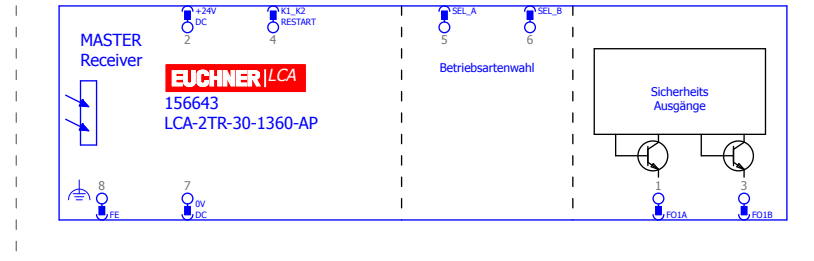 +24V
DC
2
K1_K2
RESTART
4
SEL_A
5
SEL_B
6
MASTER
Receiver
EUCHNER LCA
156643
LCA-2TR-30-1360-AP
Betriebsartenwahl
Sicherheits
Ausgänge
8
FE
7
0V
DC
1
FO1A
3
FO1B